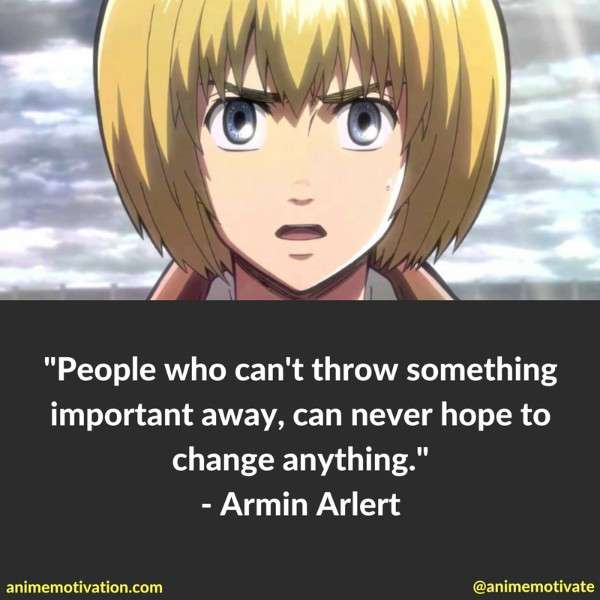 "People who can't throw something
important away, can never hope to
change anything."
- Armin Arlert
animemotivation.com
@animemotivate